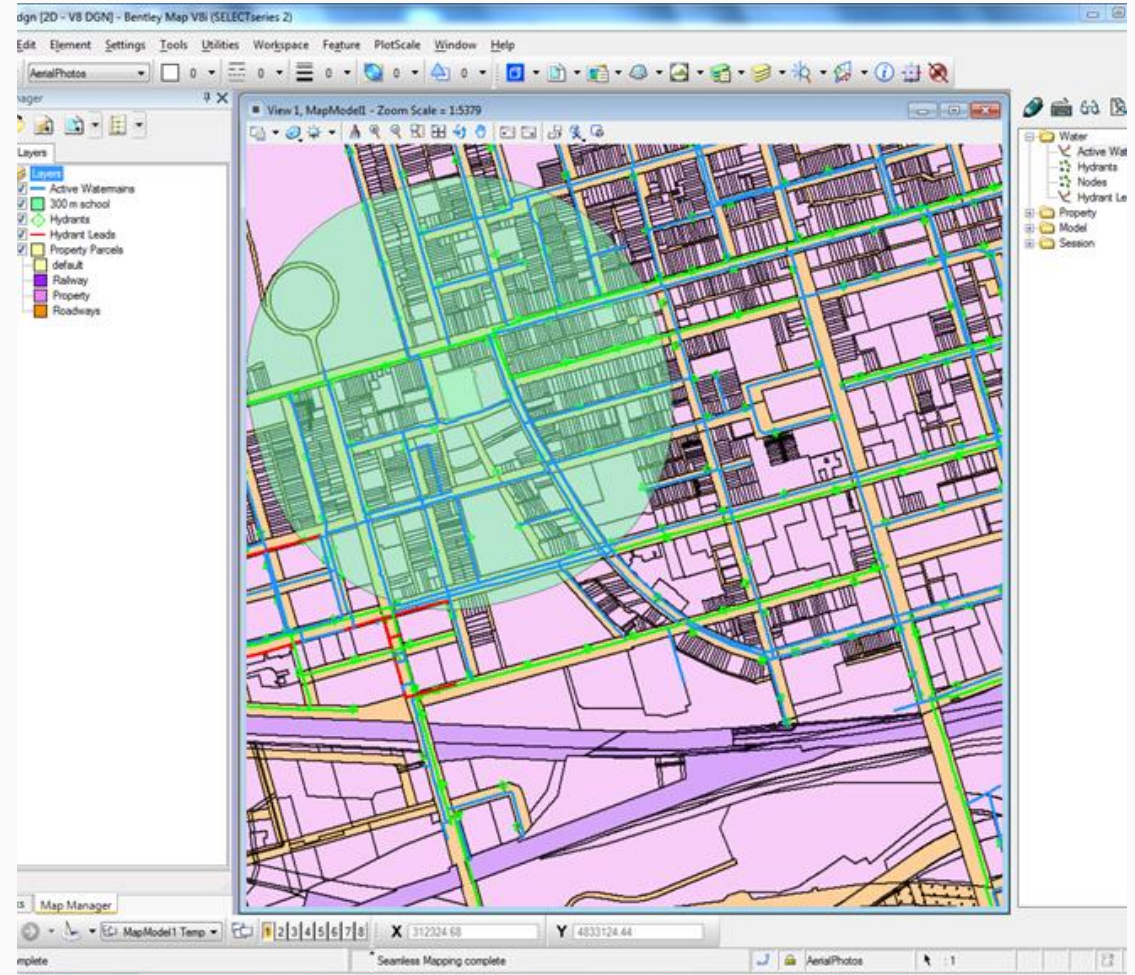 dgn [2D - V8 DGN] - Bentley Map V8i (SELECTseries 2)
Edit Element Settings Tools Utilities Workspace Feature PlotScale Window Help
AerialPhotos 0 0 0 0 0
View 1, MapModel1 - Zoom Scale = 1:5379
Layers
Layers
Active Watermains
300 m school
Hydrants
Hydrant Leads
Property Parcels
default
Railway
Property
Roadways
Water
Active Wat
Hydrants
Nodes
Hydrant Le
Property
Model
Session
Map Manager
MapModel1 Temp 1 2 3 4 5 6 7 8 X 312324.68 Y 4833124.44
mplete Seamless Mapping complete AerialPhotos : 1